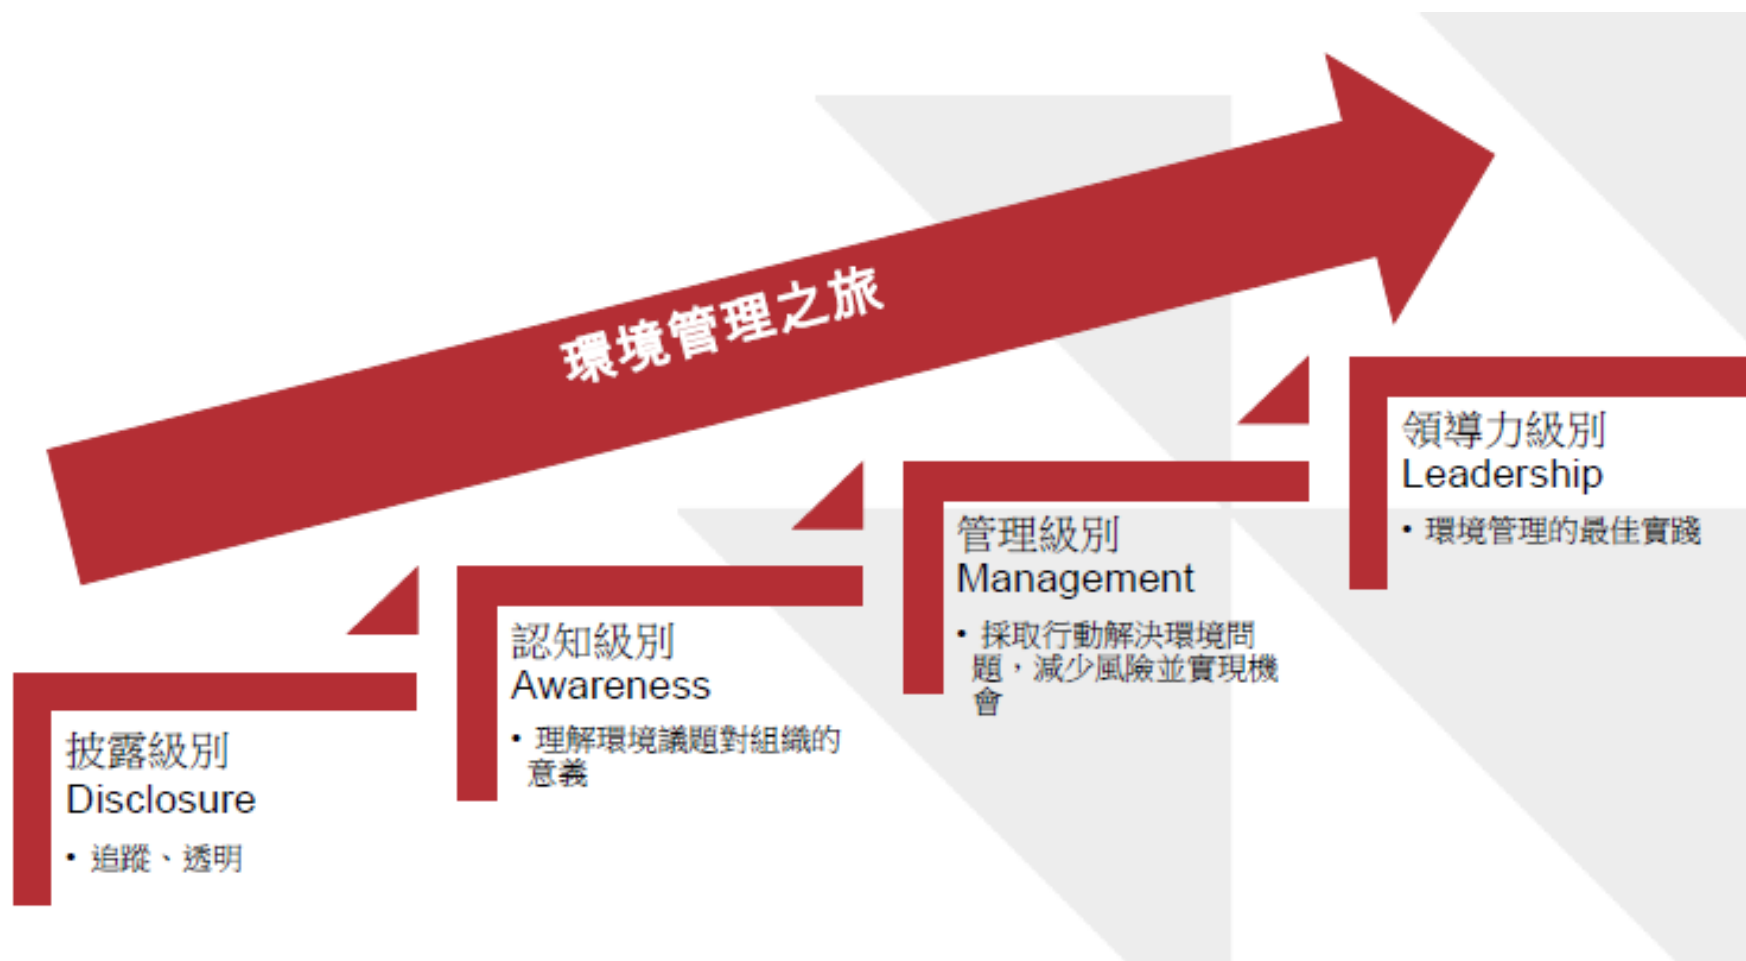 環境管理之旅
披露級別
Disclosure
• 追蹤、透明
認知級別
Awareness
• 理解環境議題對組織的
意義
管理級別
Management
• 採取行動解決環境問
題，減少風險並實現機
會
領導力級別
Leadership
• 環境管理的最佳實踐